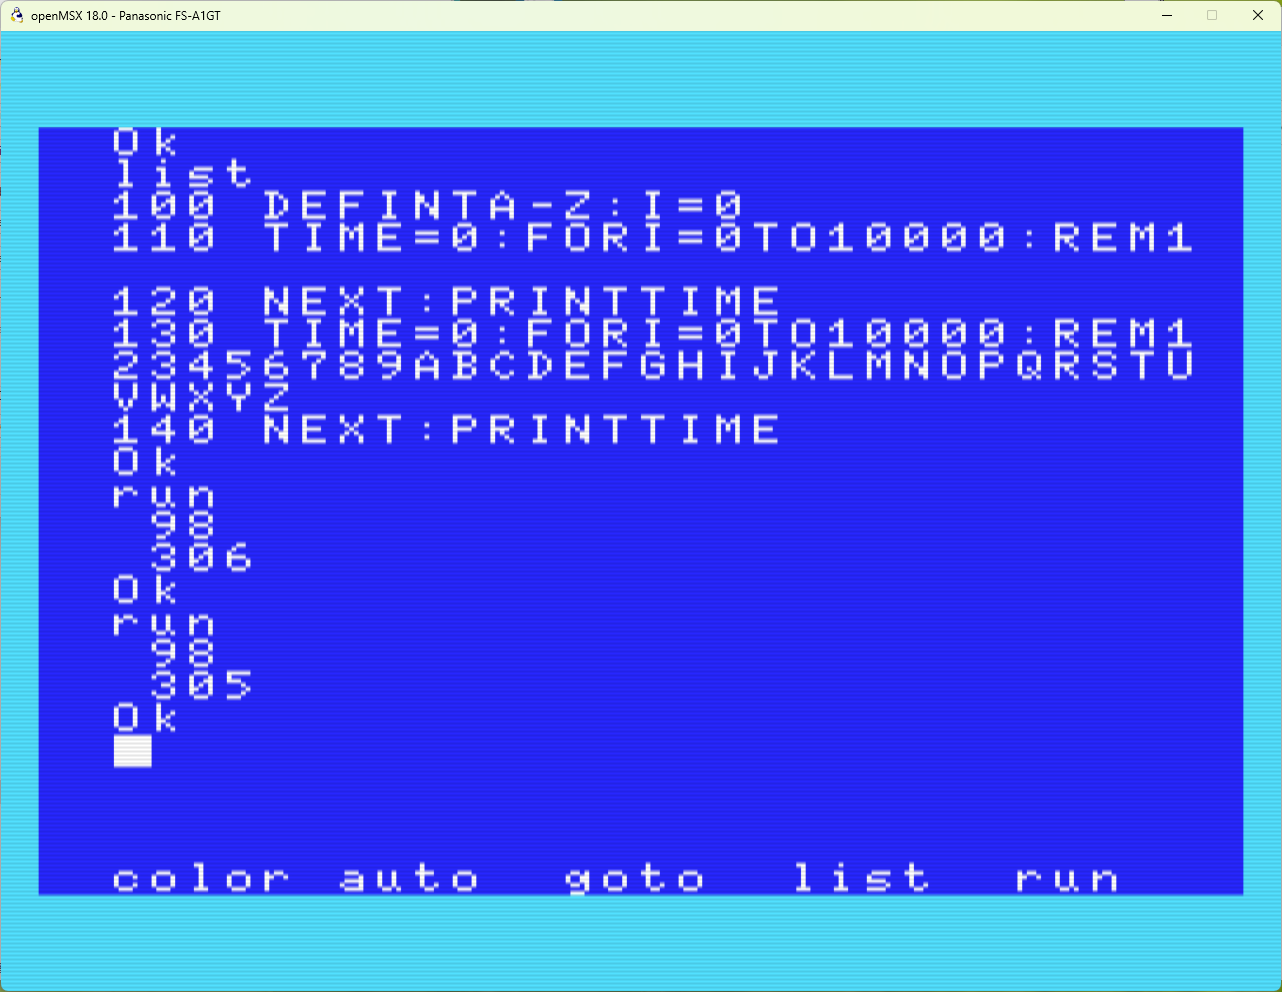 openMSX 18.0 - Panasonic FS-A1GT
Ok
list
100 DEFINTA-Z:I=0
110 TIME=0:FORI=0TO10000:REM1
120 NEXT:PRINTTIME
130 TIME=0:FORI=0TO10000:REM1
23456789ABCDEFGHIJKLMNOPQRSTU
VWXYZ
140 NEXT:PRINTTIME
Ok
run
98
306
Ok
run
98
305
Ok
color auto goto list run